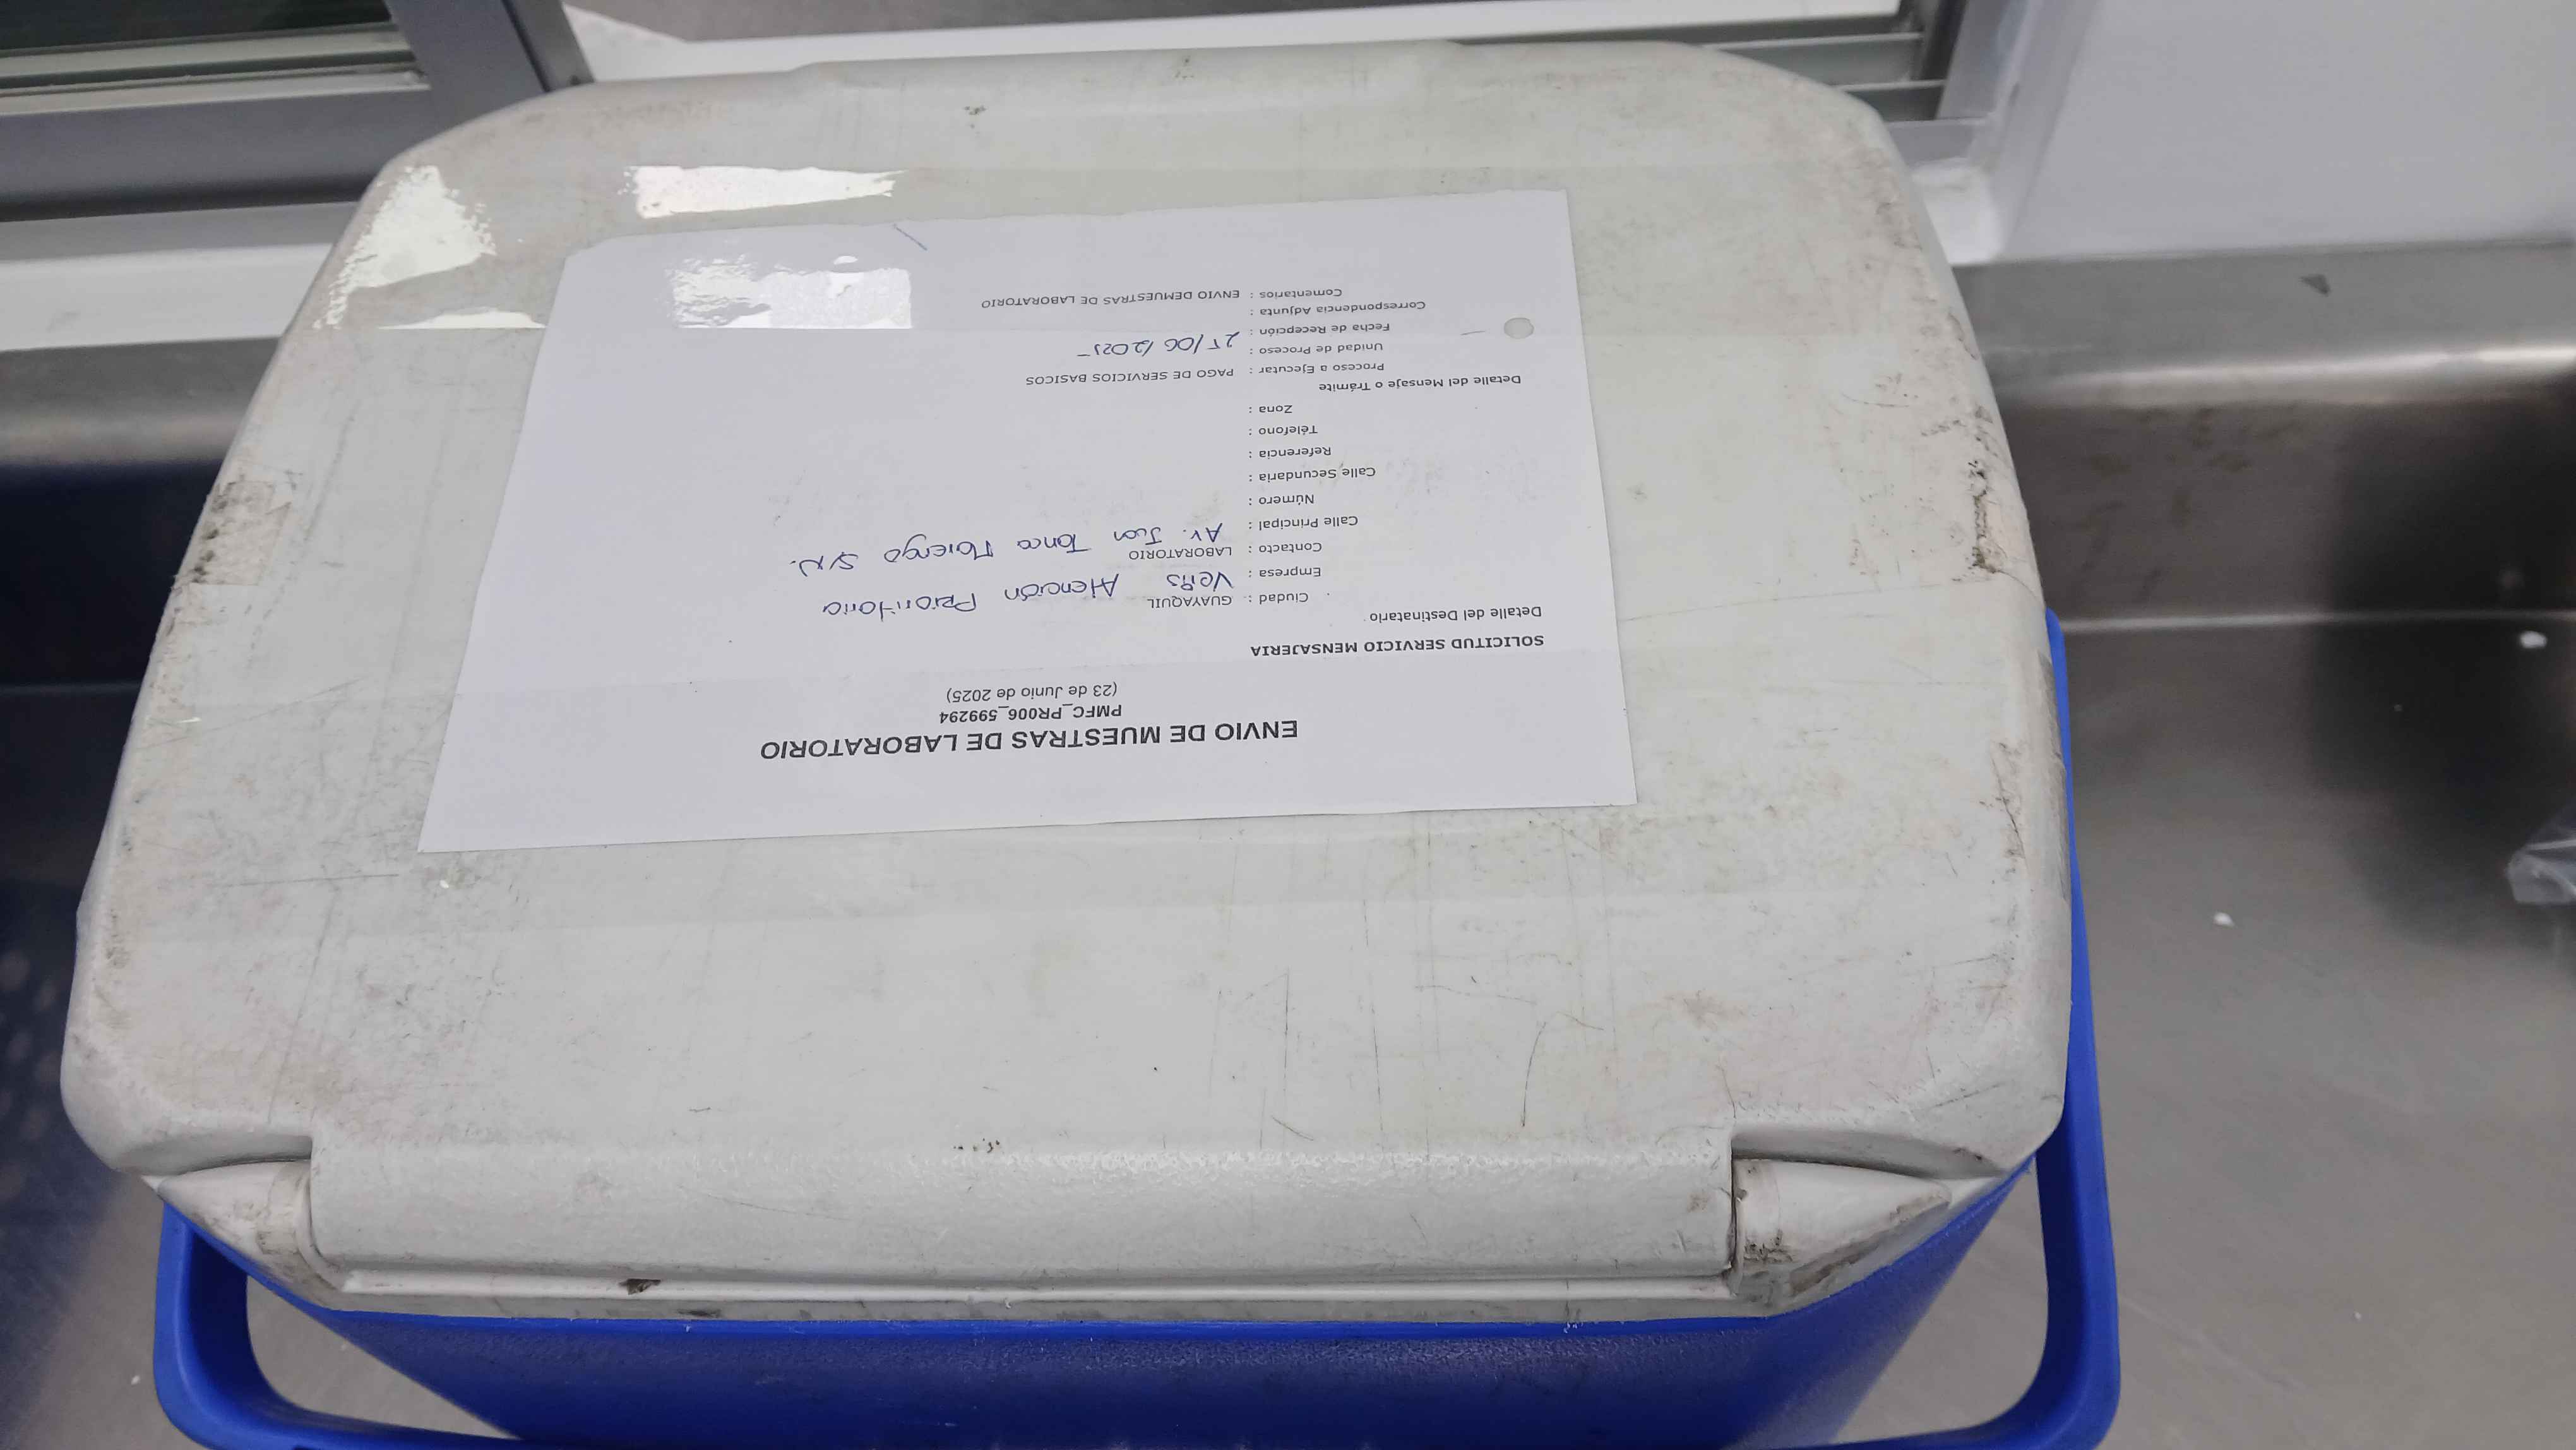 ENVIO DE MUESTRAS DE LABORATORIO
PMFC_PR006_599294
(23 de Junio de 2025)
SOLICITUD SERVICIO MENSAJERIA
Detalle del Destinatario
Ciudad : GUAYAQUIL
Empresa : Veris Atención Prioritaria
Contacto : LABORATORIO
Calle Principal : Av. Juan Tanca Marengo S/N.
Número :
Calle Secundaria :
Referencia :
Télefono :
Zona :
Detalle del Mensaje o Trámite
Proceso a Ejecutar : PAGO DE SERVICIOS BASICOS
Unidad de Proceso :
Fecha de Recepción : 25/06/2025
Correspondencia Adjunta :
Comentarios : ENVIO DEMUESTRAS DE LABORATORIO